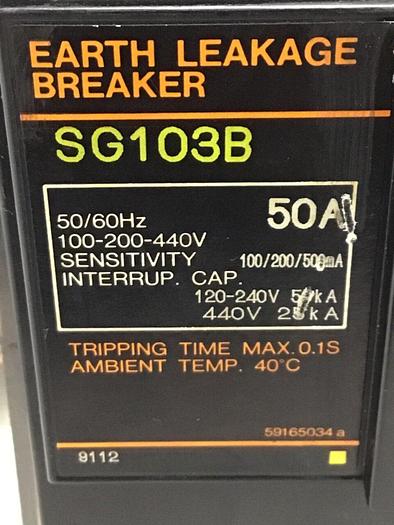 EARTH LEAKAGE
BREAKER
SG103B
50A
50/60Hz
100-200-440V
SENSITIVITY 100/200/500mA
INTERRUP. CAP.
120-240V kA
440V kA
TRIPPING TIME MAX. 0.1S
AMBIENT TEMP. 40°C
59165034 a
9112